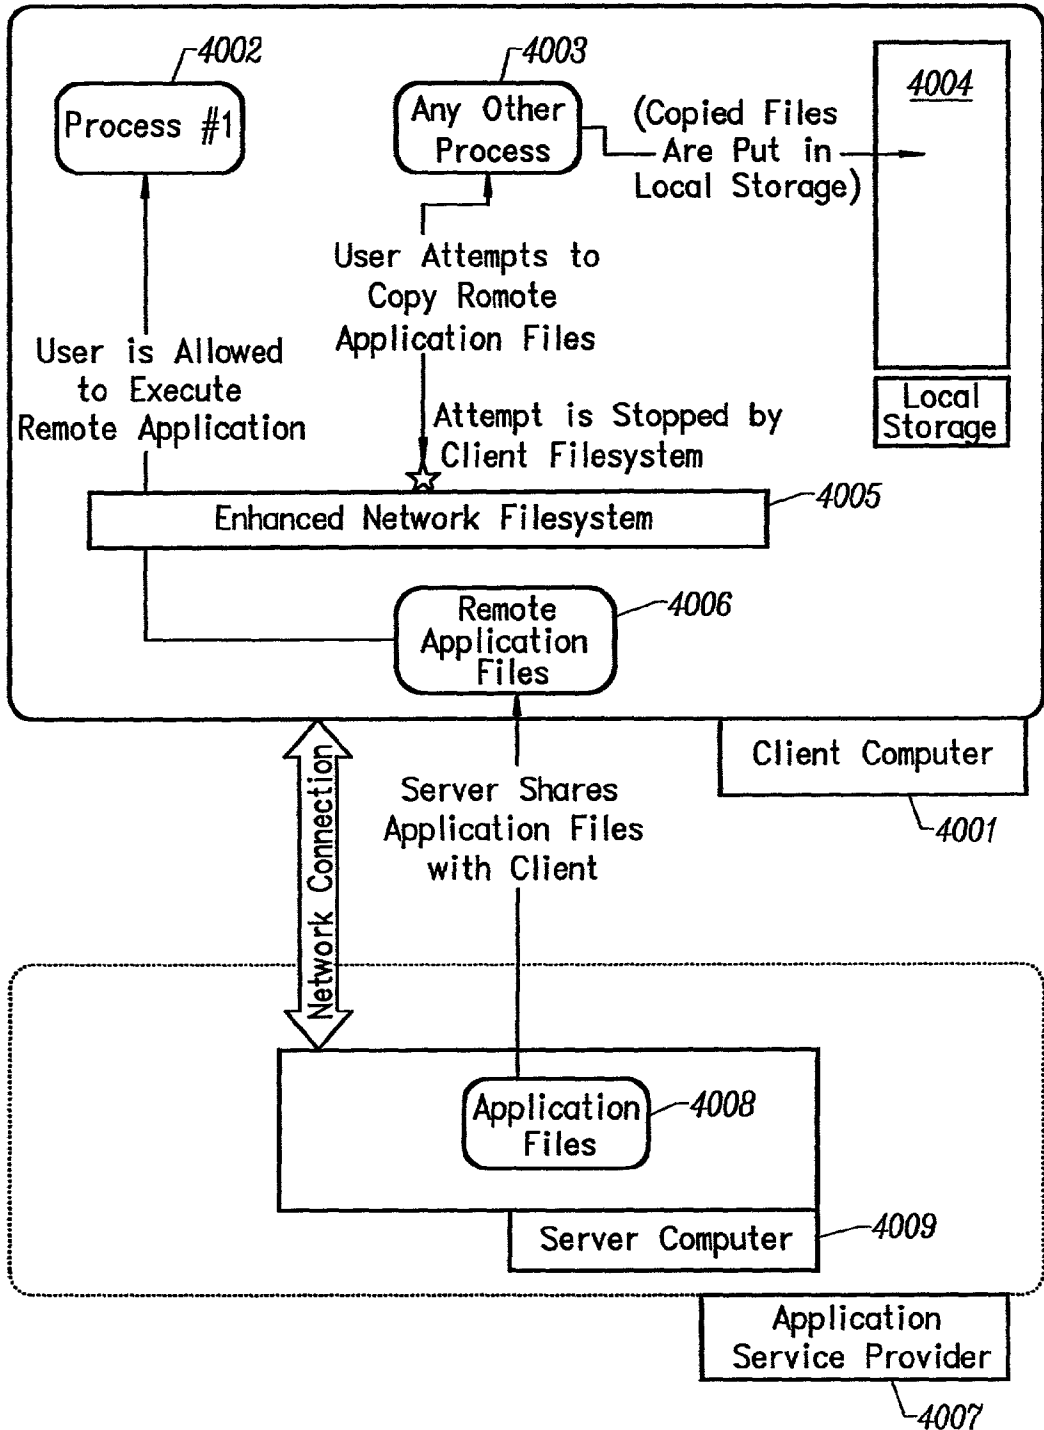 4002
Process #1
4003
Any Other
Process
(Copied Files
Are Put in
Local Storage)
4004
Local
Storage
User Attempts to
Copy Romote
Application Files
User is Allowed
to Execute
Remote Application
Attempt is Stopped by
Client Filesystem
Enhanced Network Filesystem
4005
Remote
Application
Files
4006
Client Computer
4001
Network Connection
Server Shares
Application Files
with Client
Application
Files
4008
Server Computer
4009
Application
Service Provider
4007